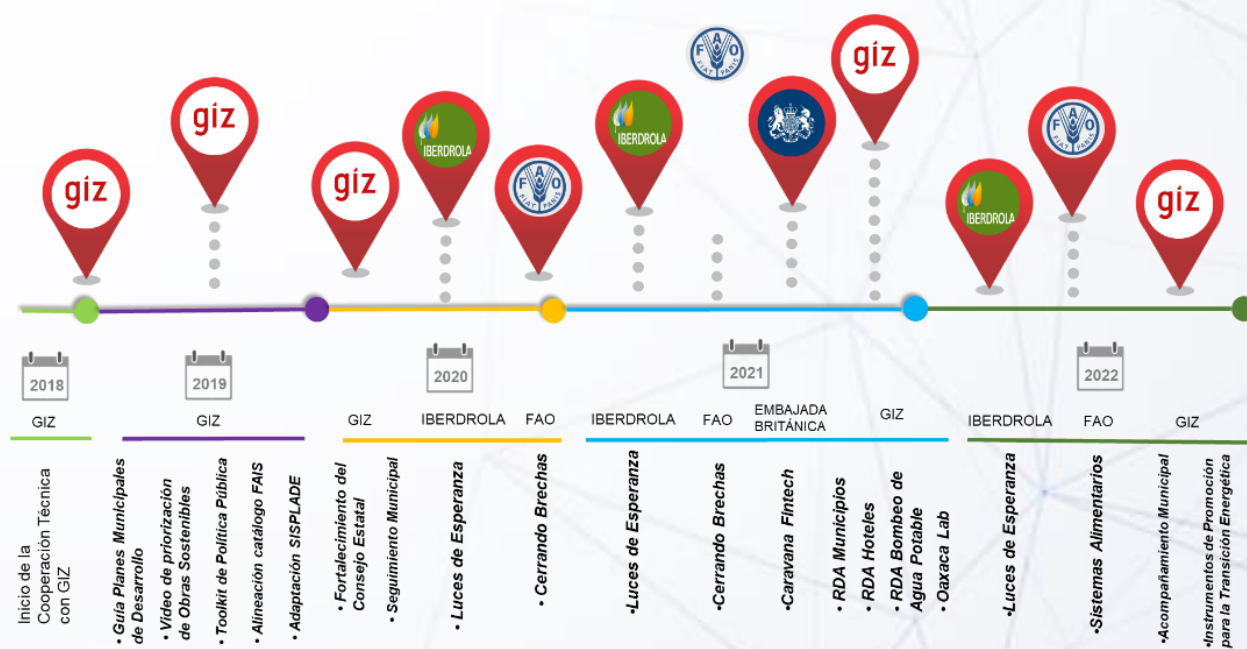 giz
giz
giz
IBERDROLA
FAO
FIAT PANIS
IBERDROLA
FAO
FIAT PANIS
giz
IBERDROLA
FAO
FIAT PANIS
giz
2018
2019
2020
2021
2022
GIZ
GIZ
GIZ
IBERDROLA
FAO
IBERDROLA
FAO
EMBAJADA
BRITÁNICA
GIZ
IBERDROLA
FAO
GIZ
Inicio de la
Cooperación Técnica
con GIZ
• Guía Planes Municipales
de Desarrollo
• Video de priorización
de Obras Sostenibles
• Toolkit de Política Pública
• Alineación catálogo FAIS
• Adaptación SISPLADE
• Fortalecimiento del
Consejo Estatal
• Seguimiento Municipal
• Luces de Esperanza
• Cerrando Brechas
•Luces de Esperanza
•Cerrando Brechas
•Caravana Fintech
• RDA Municipios
• RDA Hoteles
• RDA Bombeo de
Agua Potable
• Oaxaca Lab
•Luces de Esperanza
•Sistemas Alimentarios
•Acompañamiento Municipal
•Instrumentos de Promoción
para la Transición Energética